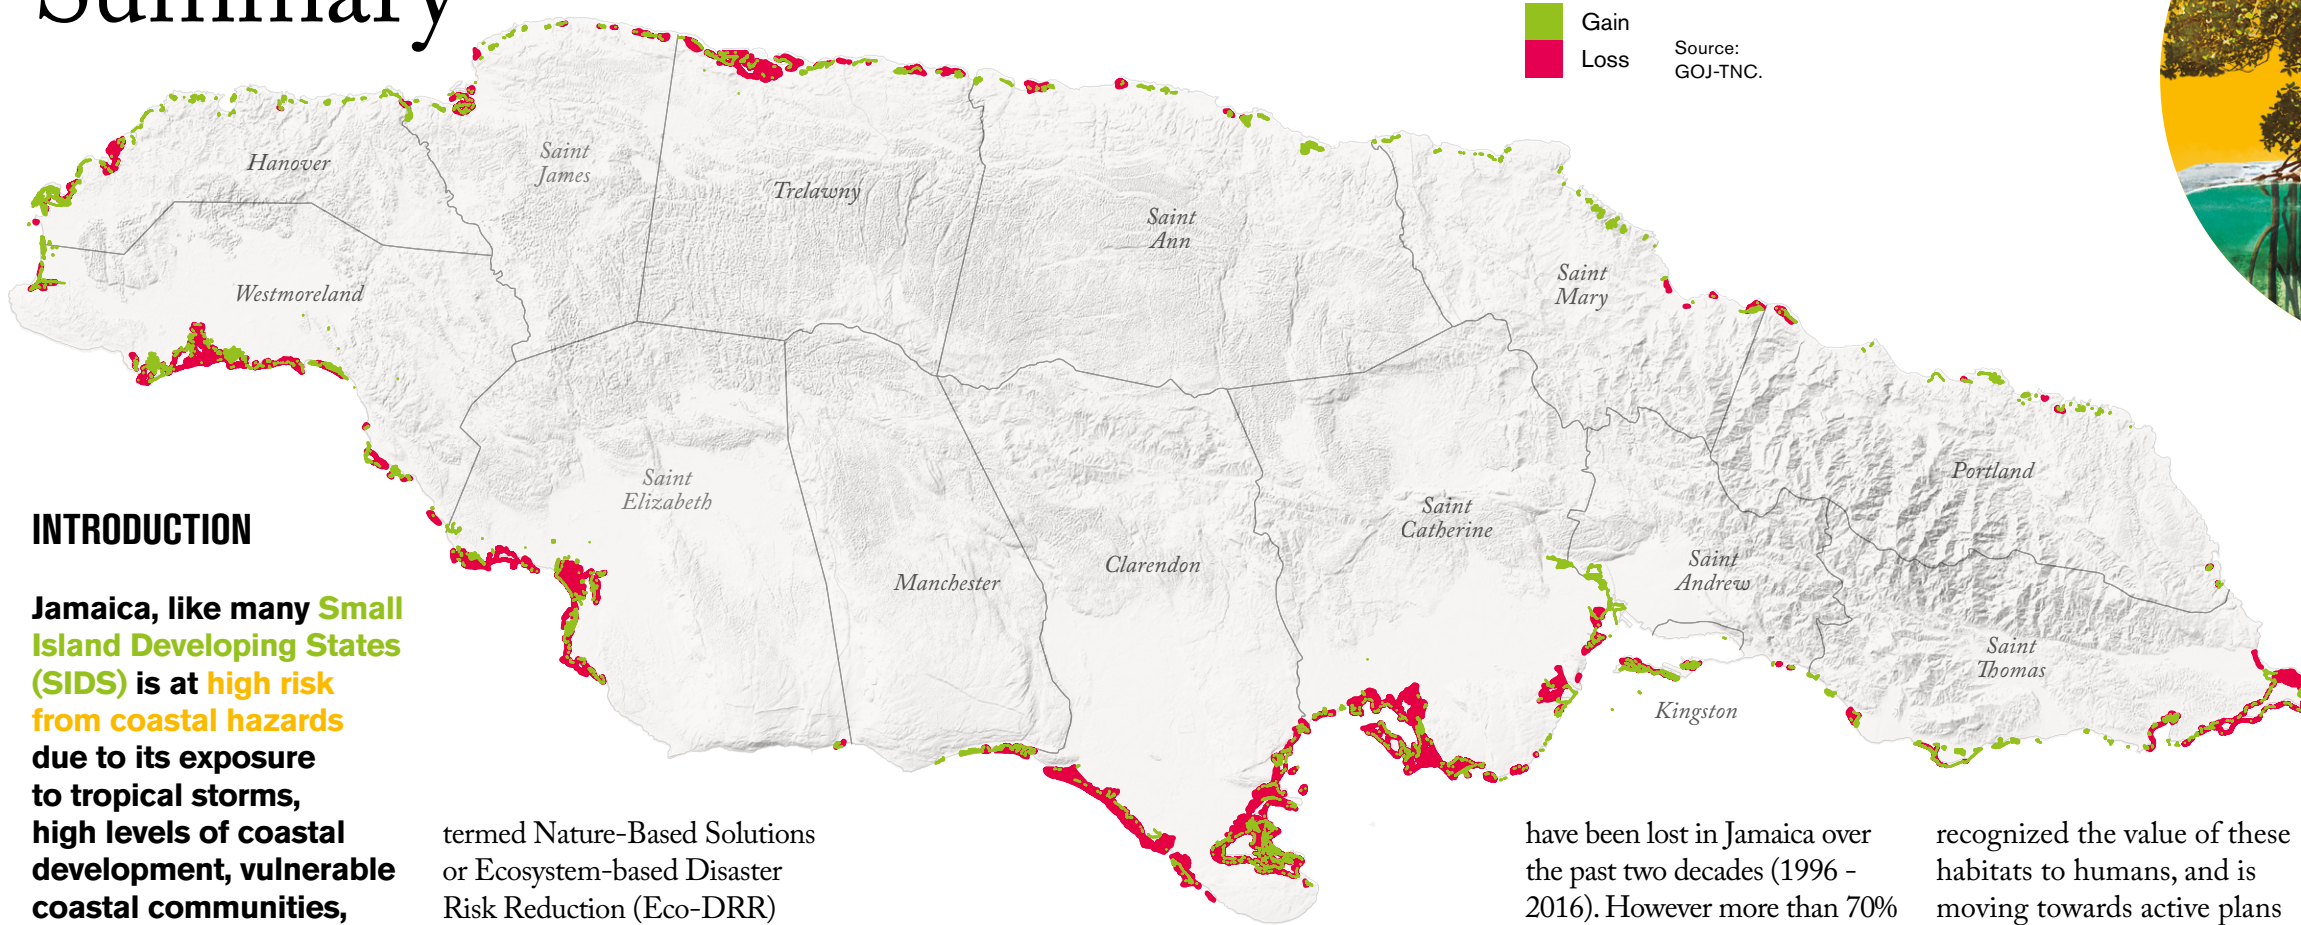 Summary
Gain
Loss
Source:
GOJ-TNC.
Hanover
Saint
James
Trelawny
Saint
Ann
Saint
Mary
Westmoreland
Saint
Elizabeth
Manchester
Clarendon
Saint
Catherine
Saint
Andrew
Portland
Saint
Thomas
Kingston
INTRODUCTION
Jamaica, like many Small
Island Developing States
(SIDS) is at high risk
from coastal hazards
due to its exposure
to tropical storms,
high levels of coastal
development, vulnerable
coastal communities,
termed Nature-Based Solutions
or Ecosystem-based Disaster
Risk Reduction (Eco-DRR)
have been lost in Jamaica over
the past two decades (1996 -
2016). However more than 70%
recognized the value of these
habitats to humans, and is
moving towards active plans